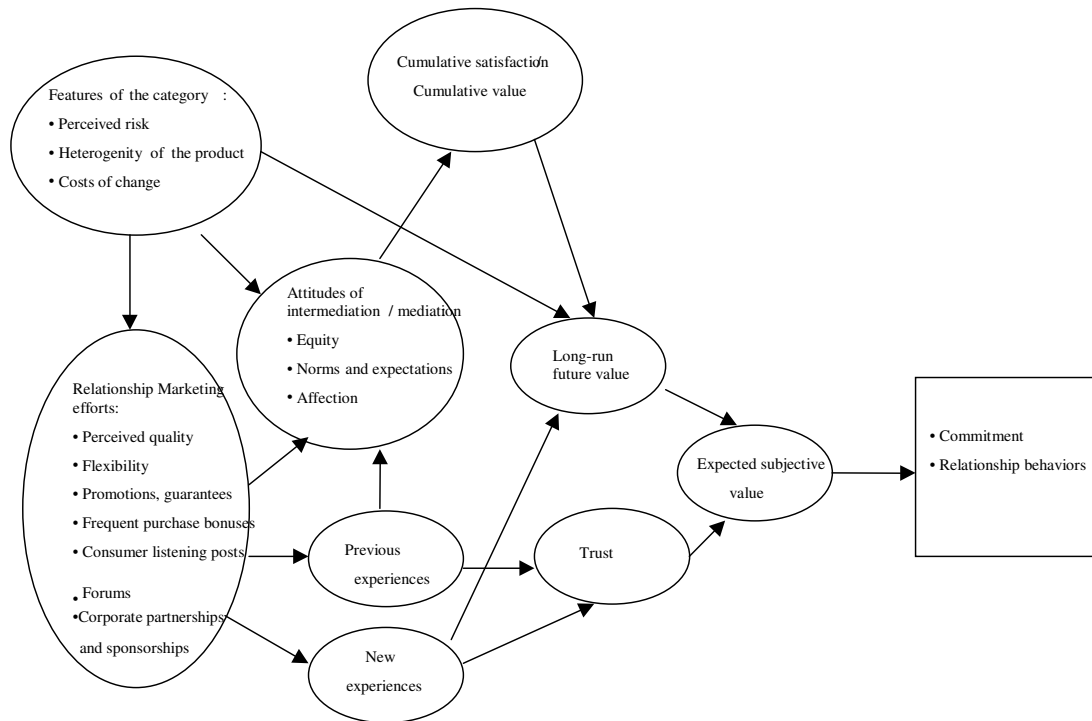 Cumulative satisfaction
Cumulative value
Features of the category :
• Perceived risk
• Heterogenity of the product
• Costs of change
Attitudes of
intermediation / mediation
• Equity
• Norms and expectations
• Affection
Long-run
future value
Relationship Marketing
efforts:
• Perceived quality
• Flexibility
• Promotions, guarantees
• Frequent purchase bonuses
• Consumer listening posts
• Forums
• Corporate partnerships
and sponsorships
Previous
experiences
New
experiences
Trust
Expected subjective
value
• Commitment
• Relationship behaviors